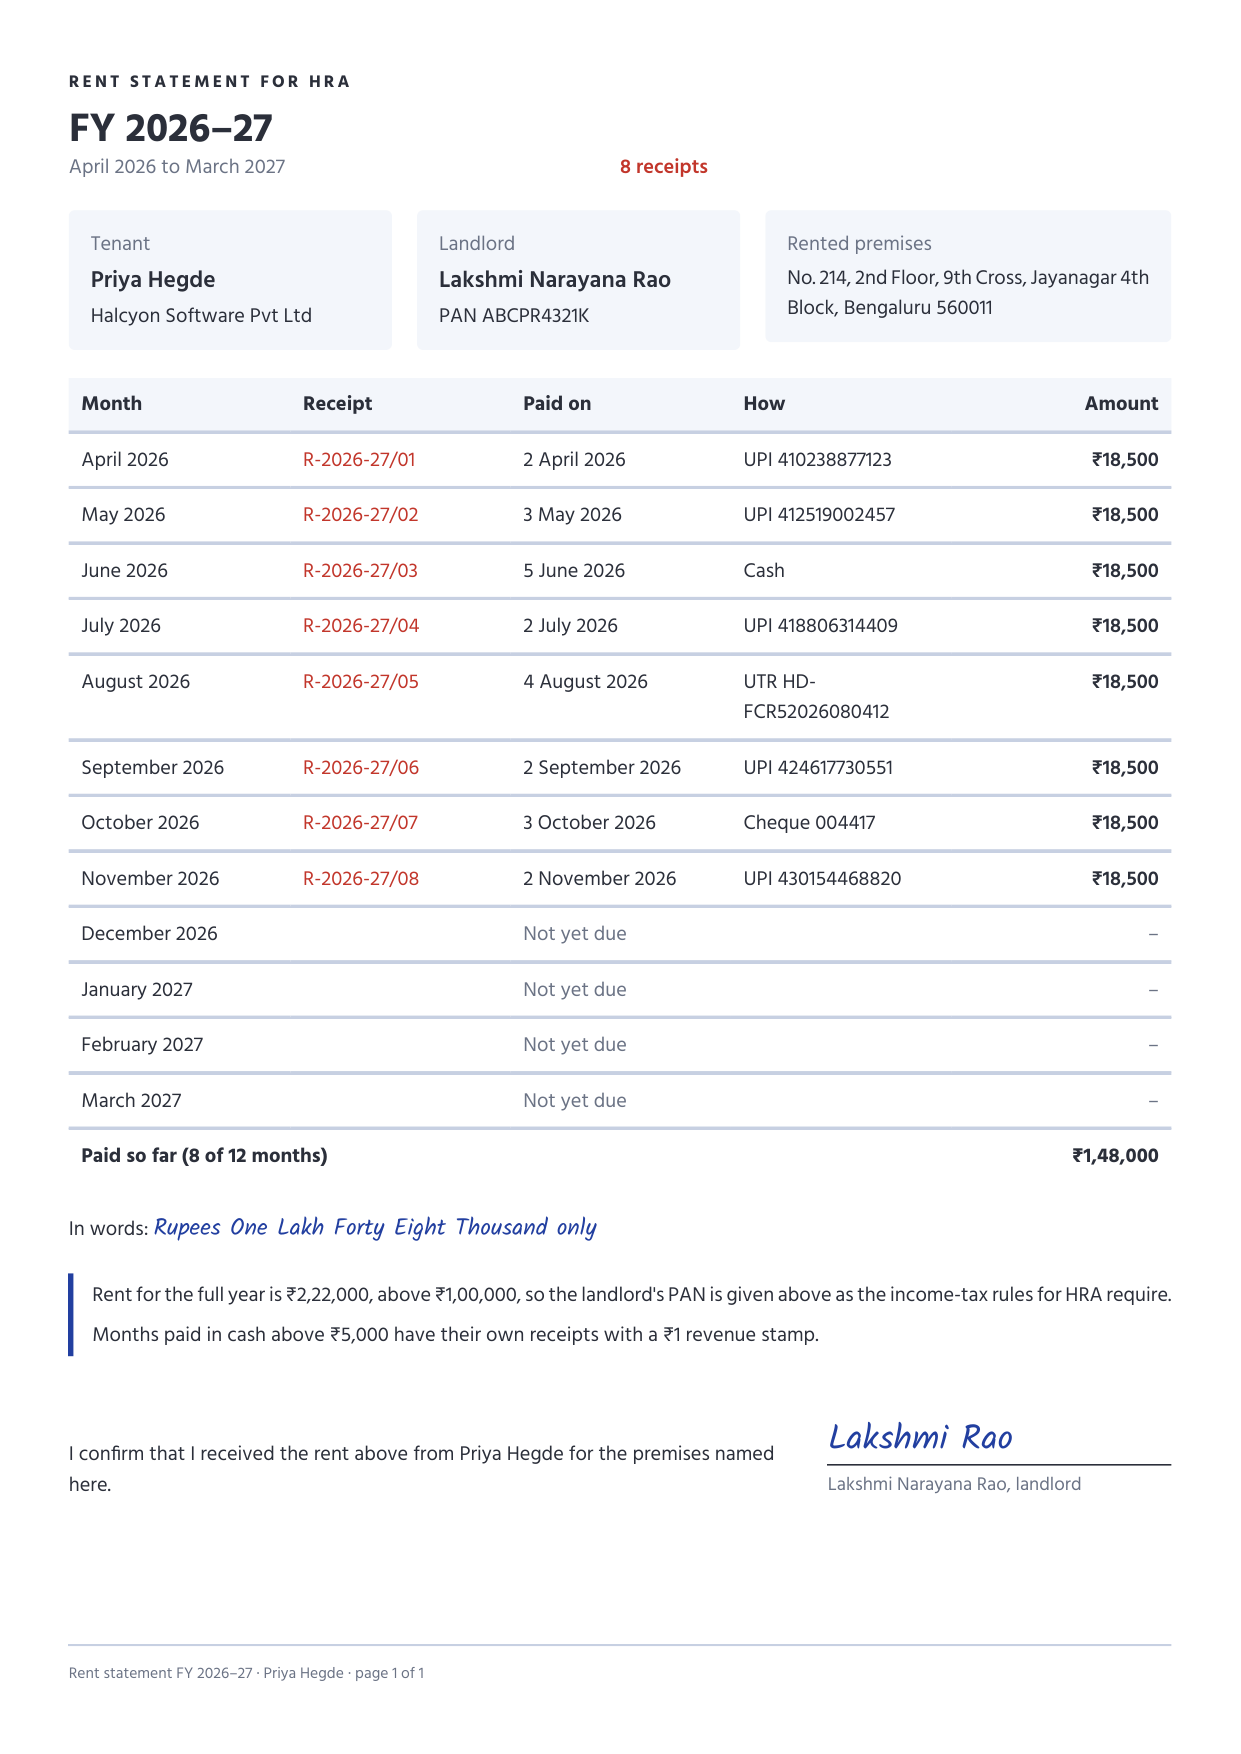 RENT STATEMENT FOR HRA
FY 2026–27
April 2026 to March 2027 8 receipts
Tenant
Priya Hegde
Halcyon Software Pvt Ltd
Landlord
Lakshmi Narayana Rao
PAN ABCPR4321K
Rented premises
No. 214, 2nd Floor, 9th Cross, Jayanagar 4th
Block, Bengaluru 560011
Month Receipt Paid on How Amount
April 2026 R-2026-27/01 2 April 2026 UPI 410238877123 ₹18,500
May 2026 R-2026-27/02 3 May 2026 UPI 412519002457 ₹18,500
June 2026 R-2026-27/03 5 June 2026 Cash ₹18,500
July 2026 R-2026-27/04 2 July 2026 UPI 418806314409 ₹18,500
August 2026 R-2026-27/05 4 August 2026 UTR HD- ₹18,500
FCR52026080412
September 2026 R-2026-27/06 2 September 2026 UPI 424617730551 ₹18,500
October 2026 R-2026-27/07 3 October 2026 Cheque 004417 ₹18,500
November 2026 R-2026-27/08 2 November 2026 UPI 430154468820 ₹18,500
December 2026 Not yet due –
January 2027 Not yet due –
February 2027 Not yet due –
March 2027 Not yet due –
Paid so far (8 of 12 months) ₹1,48,000
In words: Rupees One Lakh Forty Eight Thousand only
Rent for the full year is ₹2,22,000, above ₹1,00,000, so the landlord's PAN is given above as the income-tax rules for HRA require.
Months paid in cash above ₹5,000 have their own receipts with a ₹1 revenue stamp.
I confirm that I received the rent above from Priya Hegde for the premises named
here.
Lakshmi Rao
Lakshmi Narayana Rao, landlord
Rent statement FY 2026–27 · Priya Hegde · page 1 of 1